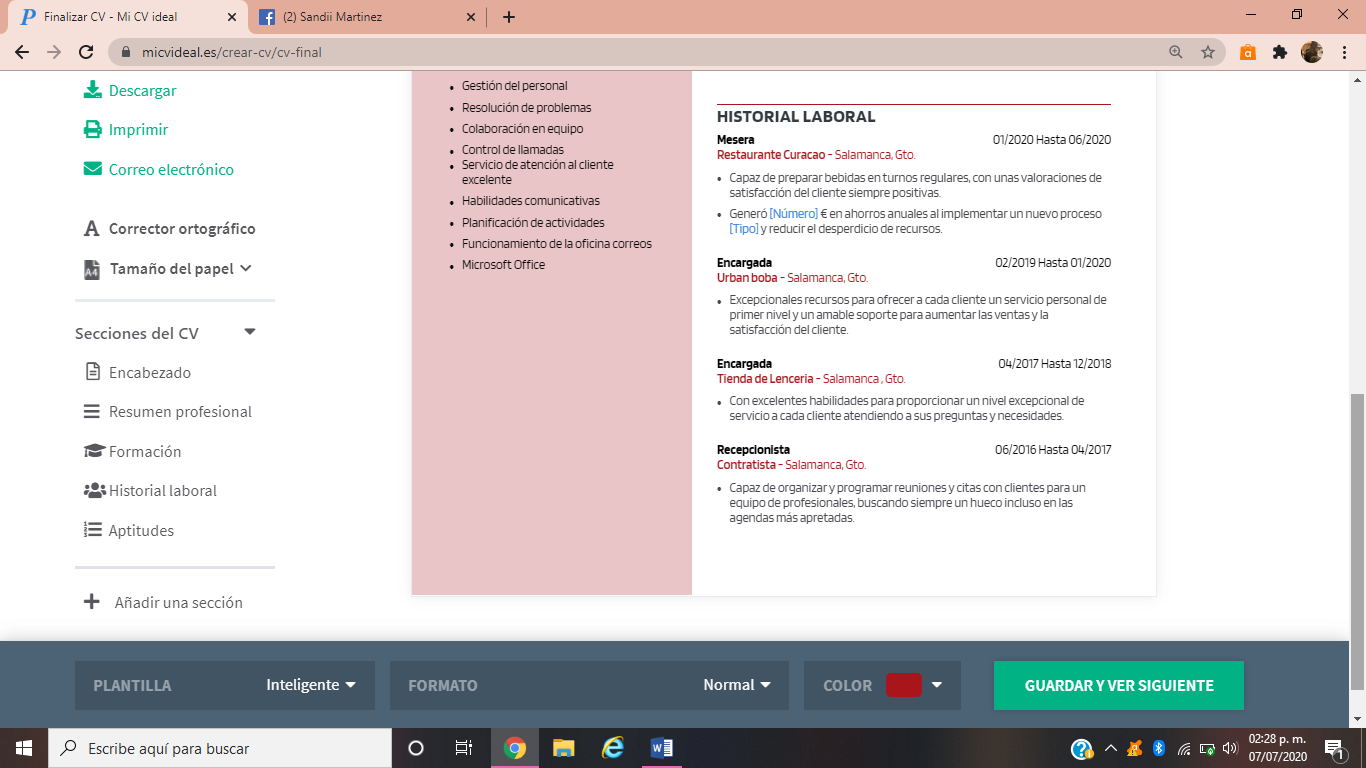 Finalizar CV - Mi CV ideal
(2) Sandii Martinez
micvideal.es/crear-cv/cv-final
Descargar
Imprimir
Correo electrónico
A Corrector ortográfico
A4 Tamaño del papel
Secciones del CV
Encabezado
Resumen profesional
Formación
Historial laboral
Aptitudes
Añadir una sección
Gestión del personal
Resolución de problemas
Colaboración en equipo
Control de llamadas
Servicio de atención al cliente
excelente
Habilidades comunicativas
Planificación de actividades
Funcionamiento de la oficina correos
Microsoft Office
HISTORIAL LABORAL
Mesera 01/2020 Hasta 06/2020
Restaurante Curacao - Salamanca, Gto.
Capaz de preparar bebidas en turnos regulares, con unas valoraciones de
satisfacción del cliente siempre positivas.
Generó [Número] € en ahorros anuales al implementar un nuevo proceso
[Tipo] y reducir el desperdicio de recursos.
Encargada 02/2019 Hasta 01/2020
Urban boba - Salamanca, Gto.
Excepcionales recursos para ofrecer a cada cliente un servicio personal de
primer nivel y un amable soporte para aumentar las ventas y la
satisfacción del cliente.
Encargada 04/2017 Hasta 12/2018
Tienda de Lenceria - Salamanca , Gto.
Con excelentes habilidades para proporcionar un nivel excepcional de
servicio a cada cliente atendiendo a sus preguntas y necesidades.
Recepcionista 06/2016 Hasta 04/2017
Contratista - Salamanca, Gto.
Capaz de organizar y programar reuniones y citas con clientes para un
equipo de profesionales, buscando siempre un hueco incluso en las
agendas más apretadas.
PLANTILLA Inteligente
FORMATO Normal
COLOR
GUARDAR Y VER SIGUIENTE
Escribe aquí para buscar
02:28 p. m.
07/07/2020
1